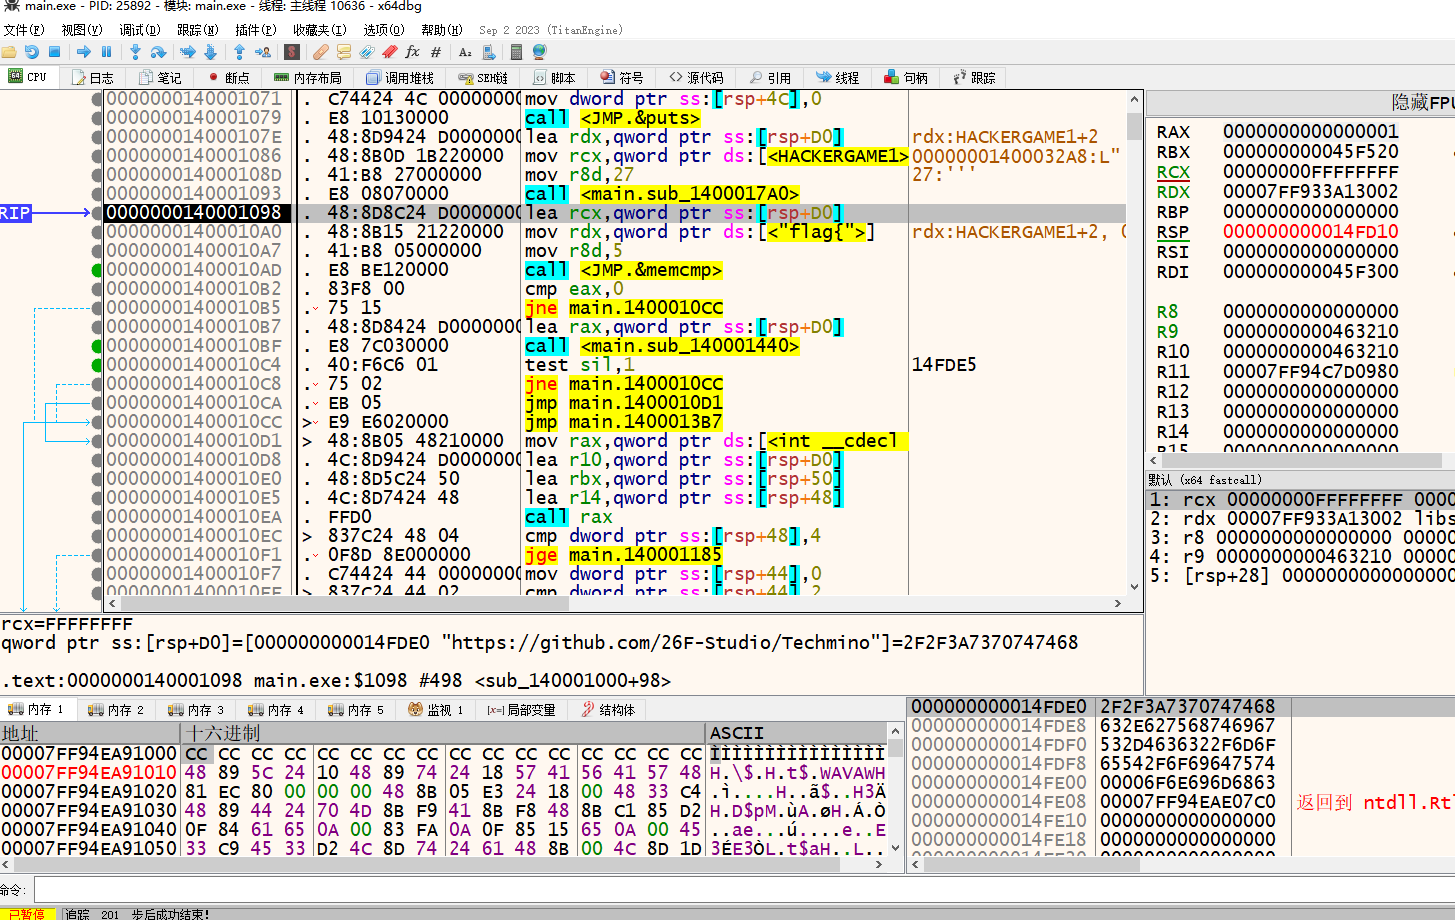 main.exe - PID: 25892 - 模块: main.exe - 线程: 主线程 10636 - x64dbg
文件(F) 视图(V) 调试(D) 跟踪(N) 插件(P) 收藏夹(I) 选项(O) 帮助(H) Sep 2 2023 (TitanEngine)
CPU 日志 笔记 断点 内存布局 调用堆栈 SEH链 脚本 符号 源代码 引用 线程 句柄 跟踪
0000000140001071 . C74424 4C 00000000 mov dword ptr ss:[rsp+4C],0
0000000140001079 . E8 10130000 call <JMP.&puts>
000000014000107E . 48:8D9424 D0000000 lea rdx,qword ptr ss:[rsp+D0] rdx:HACKERGAME1+2
0000000140001086 . 48:8B0D 1B220000 mov rcx,qword ptr ds:[<HACKERGAME1> 00000001400032A8:L"
000000014000108D . 41:B8 27000000 mov r8d,27 27:'''
0000000140001093 . E8 08070000 call <main.sub_1400017A0>
RIP 0000000140001098 . 48:8D8C24 D0000000 lea rcx,qword ptr ss:[rsp+D0]
00000001400010A0 . 48:8B15 21220000 mov rdx,qword ptr ds:[<"flag{">] rdx:HACKERGAME1+2,
00000001400010A7 . 41:B8 05000000 mov r8d,5
00000001400010AD . E8 BE120000 call <JMP.&memcmp>
00000001400010B2 . 83F8 00 cmp eax,0
00000001400010B5 . 75 15 jne main.1400010CC
00000001400010B7 . 48:8D8424 D0000000 lea rax,qword ptr ss:[rsp+D0]
00000001400010BF . E8 7C030000 call <main.sub_140001440>
00000001400010C4 . 40:F6C6 01 test sil,1 14FDE5
00000001400010C8 . 75 02 jne main.1400010CC
00000001400010CA . EB 05 jmp main.1400010D1
00000001400010CC > E9 E6020000 jmp main.1400013B7
00000001400010D1 > 48:8B05 48210000 mov rax,qword ptr ds:[<int __cdecl
00000001400010D8 . 4C:8D9424 D0000000 lea r10,qword ptr ss:[rsp+D0]
00000001400010E0 . 48:8D5C24 50 lea rbx,qword ptr ss:[rsp+50]
00000001400010E5 . 4C:8D7424 48 lea r14,qword ptr ss:[rsp+48]
00000001400010EA . FFD0 call rax
00000001400010EC > 837C24 48 04 cmp dword ptr ss:[rsp+48],4
00000001400010F1 . 0F8D 8E000000 jge main.140001185
00000001400010F7 . C74424 44 00000000 mov dword ptr ss:[rsp+44],0
00000001400010FF > 837C24 44 02 cmp dword ptr ss:[rsp+44],2
隐藏FPU
RAX 0000000000000001
RBX 000000000045F520
RCX 00000000FFFFFFFF
RDX 00007FF933A13002
RBP 0000000000000000
RSP 000000000014FD10
RSI 0000000000000000
RDI 000000000045F300
R8 0000000000000000
R9 0000000000463210
R10 0000000000463210
R11 00007FF94C7D0980
R12 0000000000000000
R13 0000000000000000
R14 0000000000000000
R15 0000000000000000
默认 (x64 fastcall)
1: rcx 00000000FFFFFFFF 0000
2: rdx 00007FF933A13002 libs
3: r8 0000000000000000 00000
4: r9 0000000000463210 00000
5: [rsp+28] 0000000000000000
rcx=FFFFFFFF
qword ptr ss:[rsp+D0]=[000000000014FDE0 "https://github.com/26F-Studio/Techmino"]=2F2F3A7370747468
.text:0000000140001098 main.exe:$1098 #498 <sub_140001000+98>
内存 1 内存 2 内存 3 内存 4 内存 5 监视 1 [x=] 局部变量 结构体
地址 十六进制 ASCII
00007FF94EA91000 CC CC CC CC CC CC CC CC CC CC CC CC CC CC CC CC ÌÌÌÌÌÌÌÌÌÌÌÌÌÌÌÌ
00007FF94EA91010 48 89 5C 24 10 48 89 74 24 18 57 41 56 41 57 48 H.\$.H.t$.WAVAWH
00007FF94EA91020 81 EC 80 00 00 00 48 8B 05 E3 24 18 00 48 33 C4 .ì....H..ã$..H3Ä
00007FF94EA91030 48 89 44 24 70 4D 8B F9 41 8B F8 48 8B C1 85 D2 H.D$pM.ùA.øH.Á.Ò
00007FF94EA91040 0F 84 61 65 0A 00 83 FA 0A 0F 85 15 65 0A 00 45 ..ae...ú....e..E
00007FF94EA91050 33 C9 45 33 D2 4C 8D 74 24 61 48 8B 00 4C 8D 1D 3ÉE3ÒL.t$aH..L..
000000000014FDE0 2F2F3A7370747468
000000000014FDE8 632E627568746967
000000000014FDF0 532D4636322F6D6F
000000000014FDF8 65542F6F69647574
000000000014FE00 00006F6E696D6863
000000000014FE08 00007FF94EAE07C0 返回到 ntdll.Rtl
000000000014FE10 0000000000000000
000000000014FE18 0000000000000000
命令:
已暂停 追踪 201 步后成功结束!